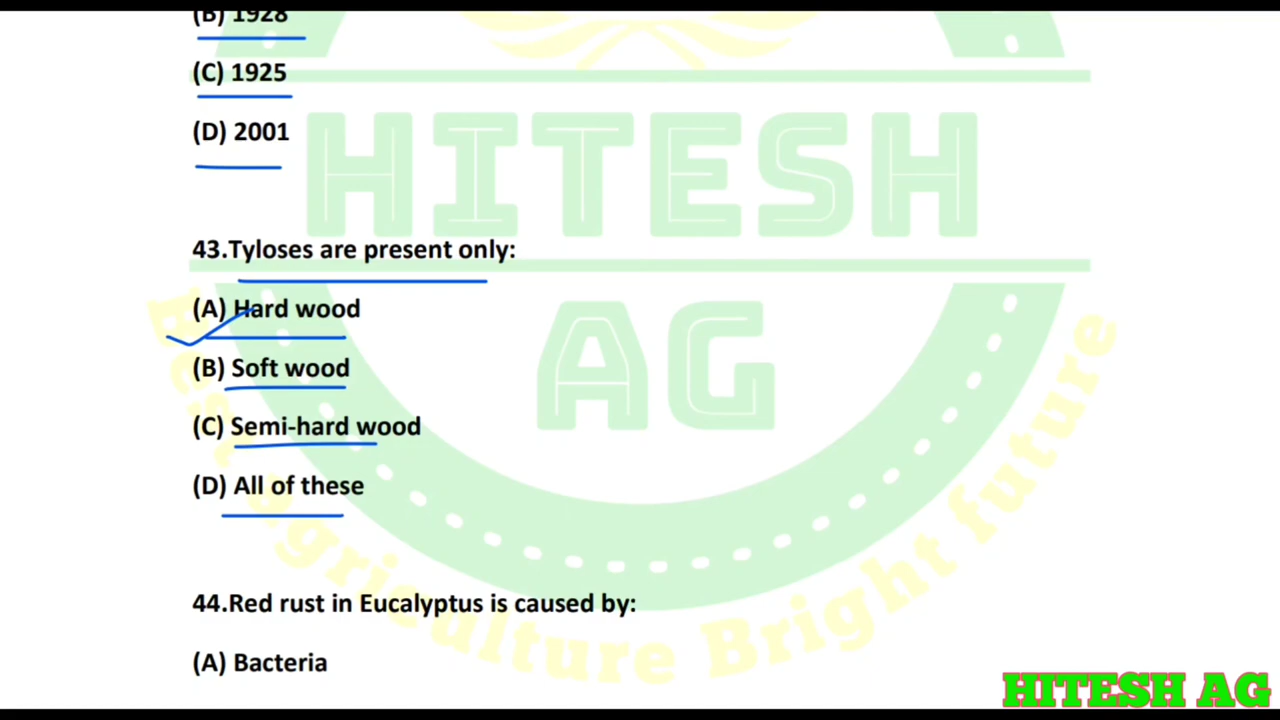 (B) 1928
(C) 1925
(D) 2001
HITESH
AG
43.Tyloses are present only:
(A) Hard wood
(B) Soft wood
(C) Semi-hard wood
(D) All of these
44.Red rust in Eucalyptus is caused by:
(A) Bacteria
Best agriculture Bright future
HITESH AG